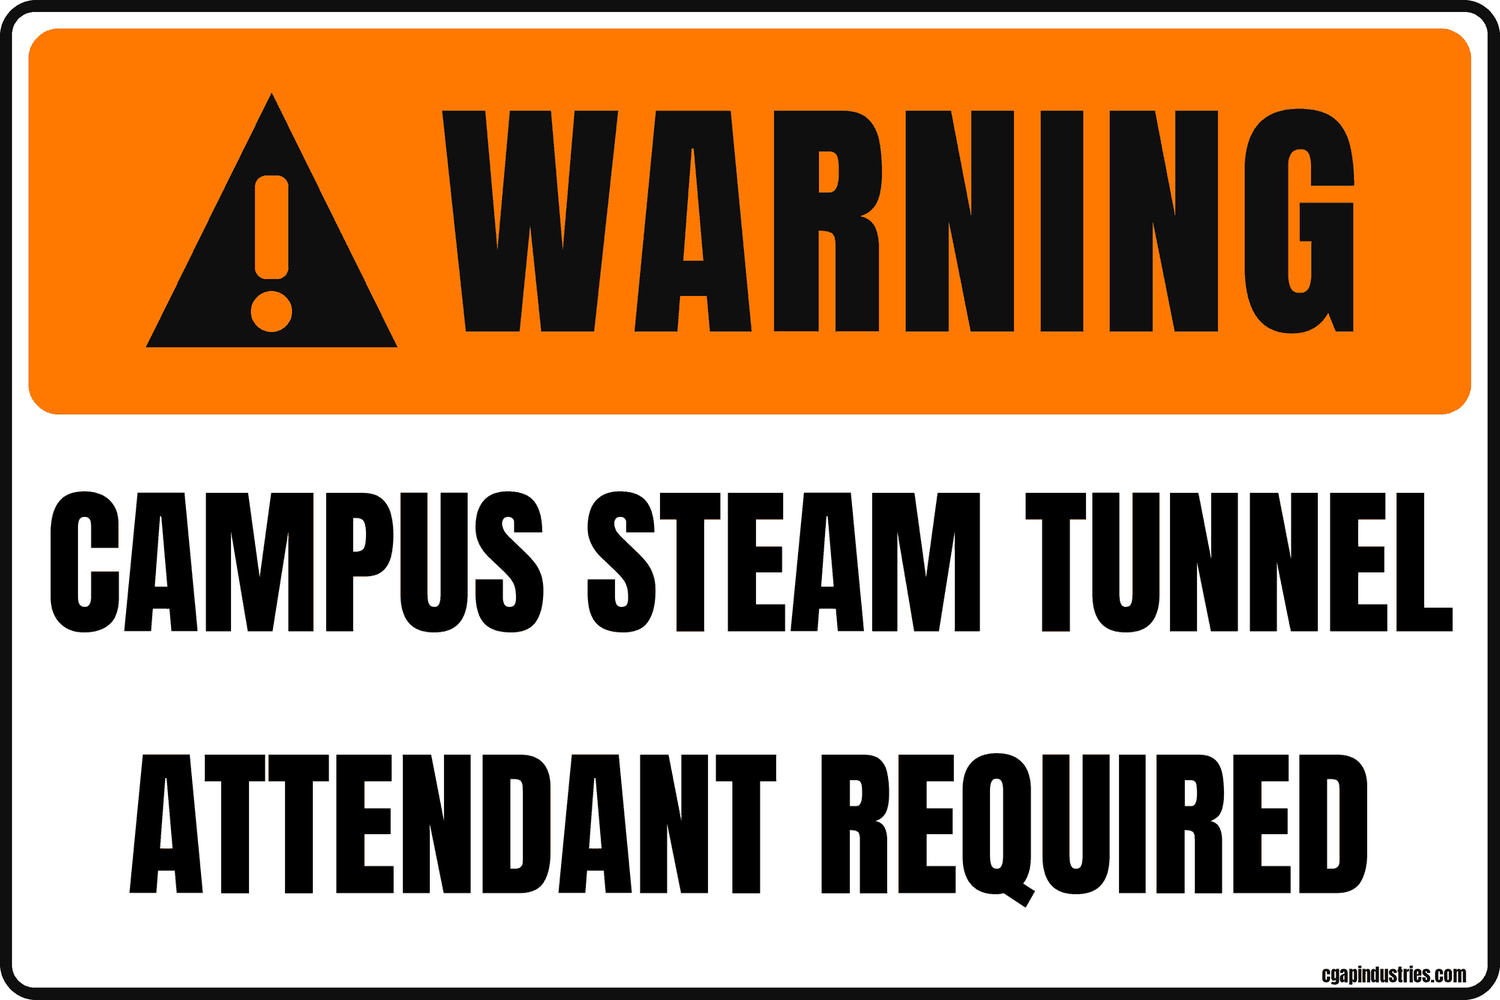 WARNING
CAMPUS STEAM TUNNEL
ATTENDANT REQUIRED
cgapindustries.com